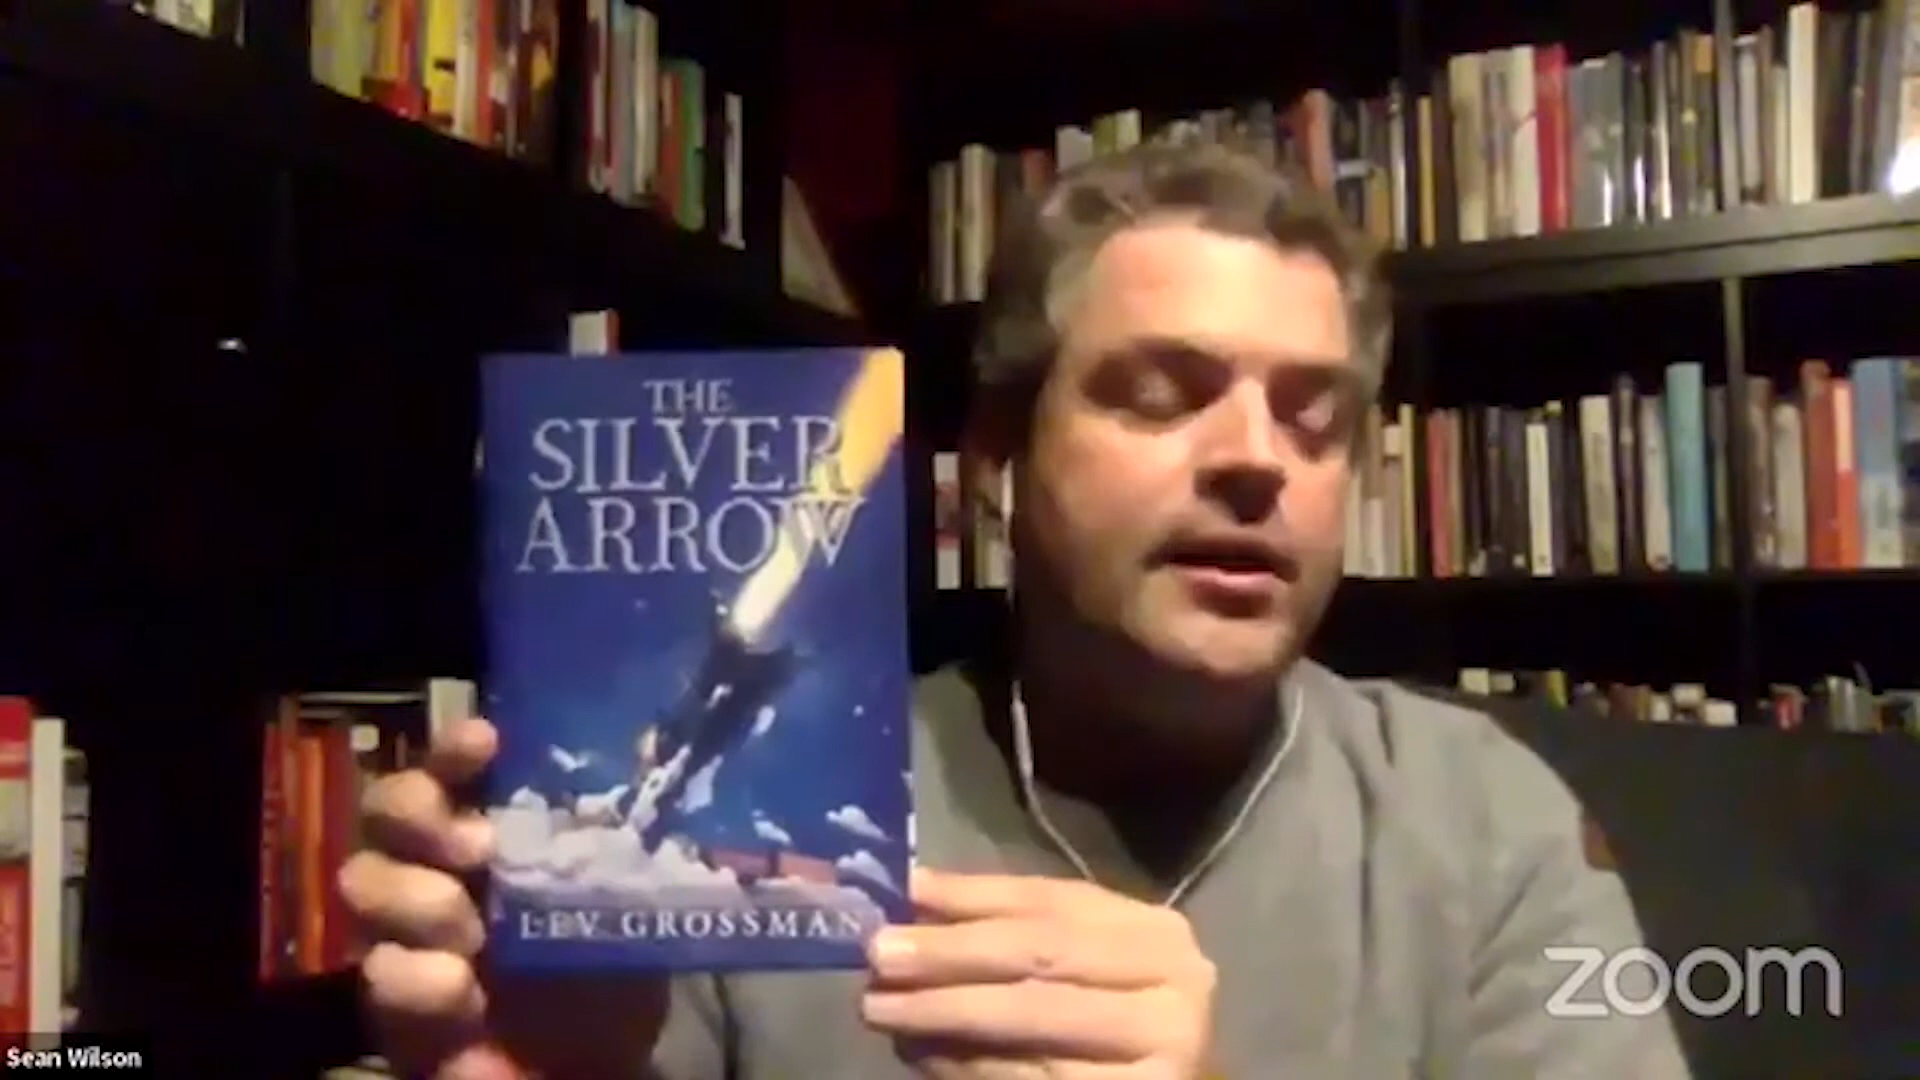 THE
SILVER
ARROW
LEV GROSSMAN
zoom
Sean Wilson